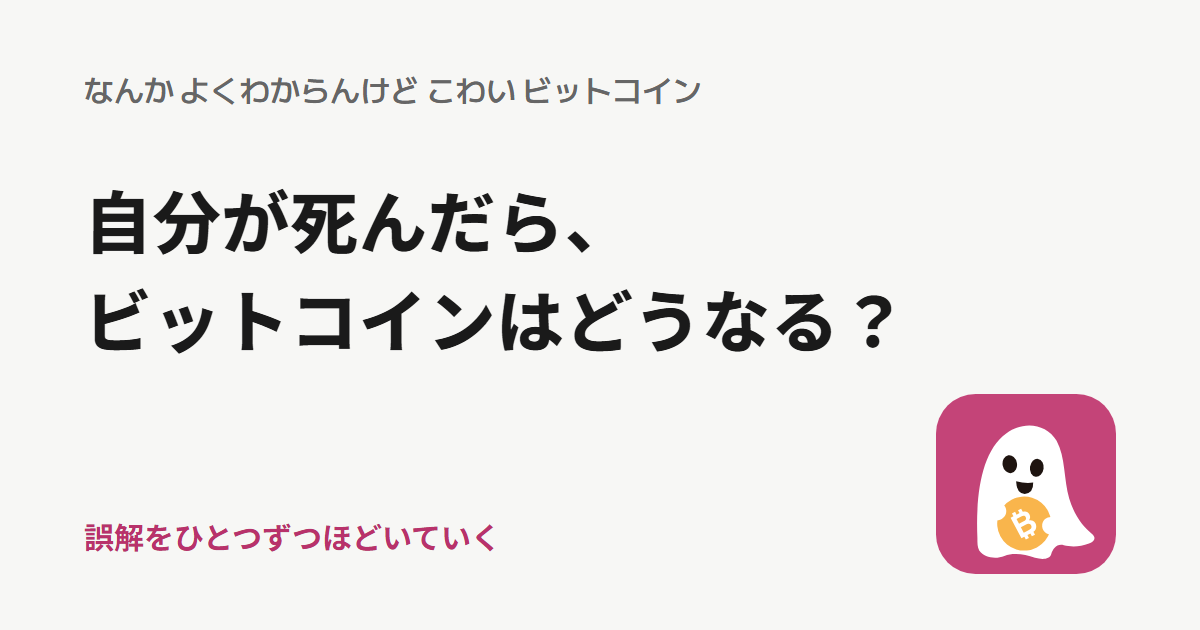 なんか よくわからんけど こわい ビットコイン
自分が死んだら、
ビットコインはどうなる？
誤解をひとつずつほどいていく